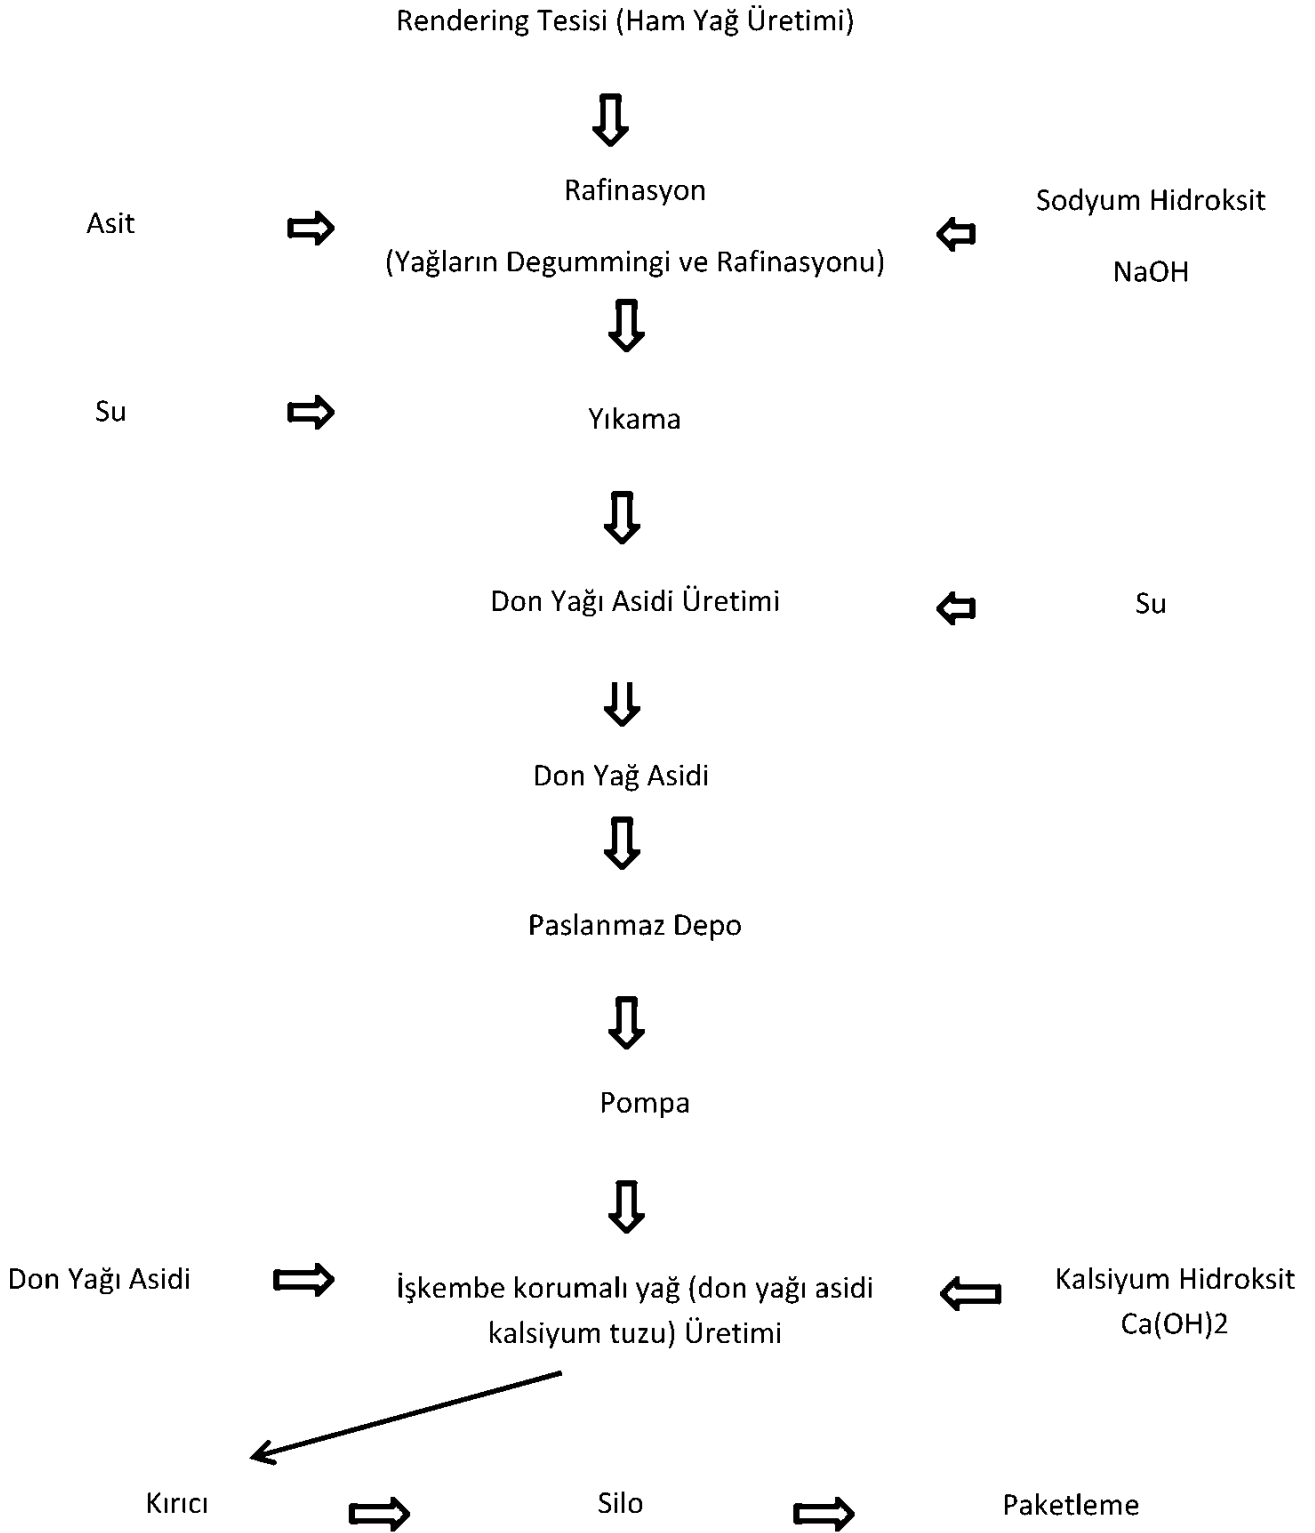 Rendering Tesisi (Ham Yağ Üretimi)
Rafinasyon
Asit
Sodyum Hidroksit
(Yağların Degummingi ve Rafinasyonu)
NaOH
Su
Yıkama
Don Yağı Asidi Üretimi
Su
Don Yağ Asidi
Paslanmaz Depo
Pompa
Don Yağı Asidi
İşkembe korumalı yağ (don yağı asidi
kalsiyum tuzu) Üretimi
Kalsiyum Hidroksit
Ca(OH)2
Kırıcı
Silo
Paketleme